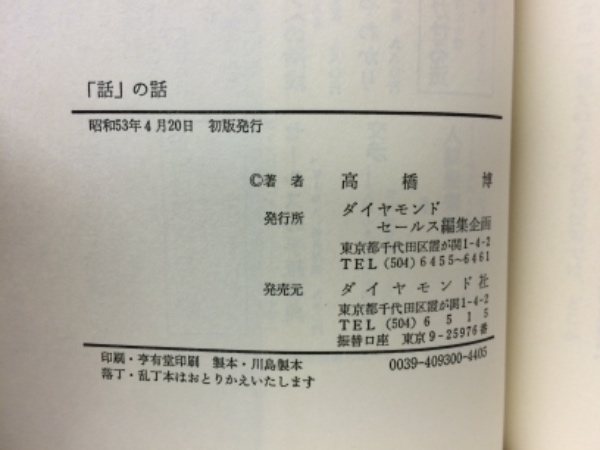 「話」の話
昭和53年4月20日 初版発行
©著者 高橋博
発行所 ダイヤモンド
セールス編集企画
東京都千代田区霞が関1-4-2
TEL (504) 6455〜6461
発売元 ダイヤモンド社
東京都千代田区霞が関1-4-2
TEL (504) 6515
振替口座 東京9-25976番
印刷・亨有堂印刷 製本・川島製本
落丁・乱丁本はおとりかえいたします
0039-409300-4405